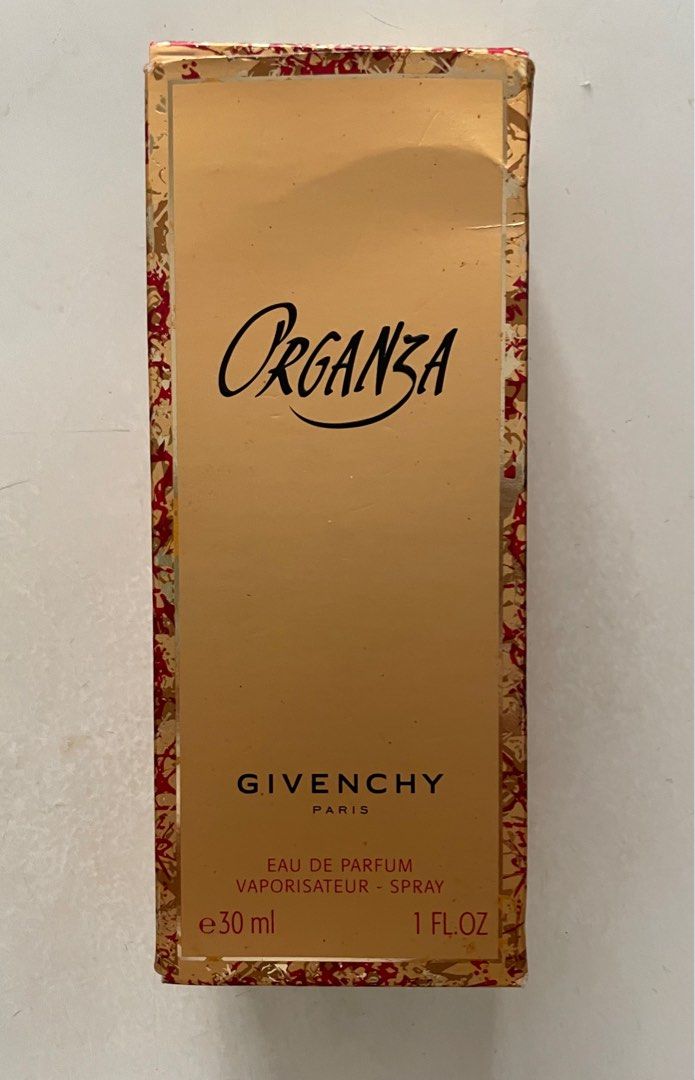 ORGANZA
GIVENCHY
PARIS
EAU DE PARFUM
VAPORISATEUR - SPRAY
℮30 ml 1 FL.OZ